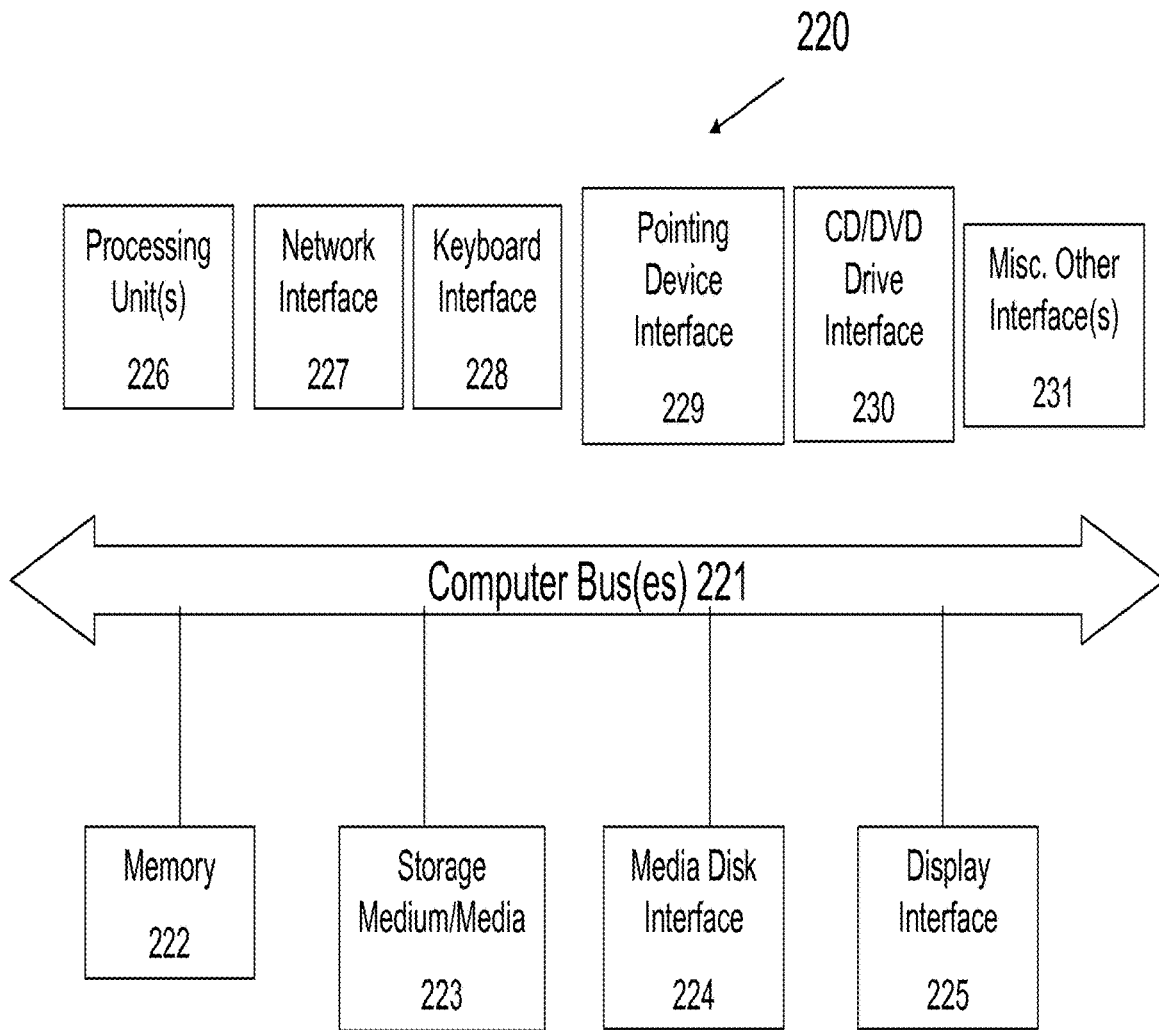 220
Processing
Unit(s)
226
Network
Interface
227
Keyboard
Interface
228
Pointing
Device
Interface
229
CD/DVD
Drive
Interface
230
Misc. Other
Interface(s)
231
Computer Bus(es) 221
Memory
222
Storage
Medium/Media
223
Media Disk
Interface
224
Display
Interface
225